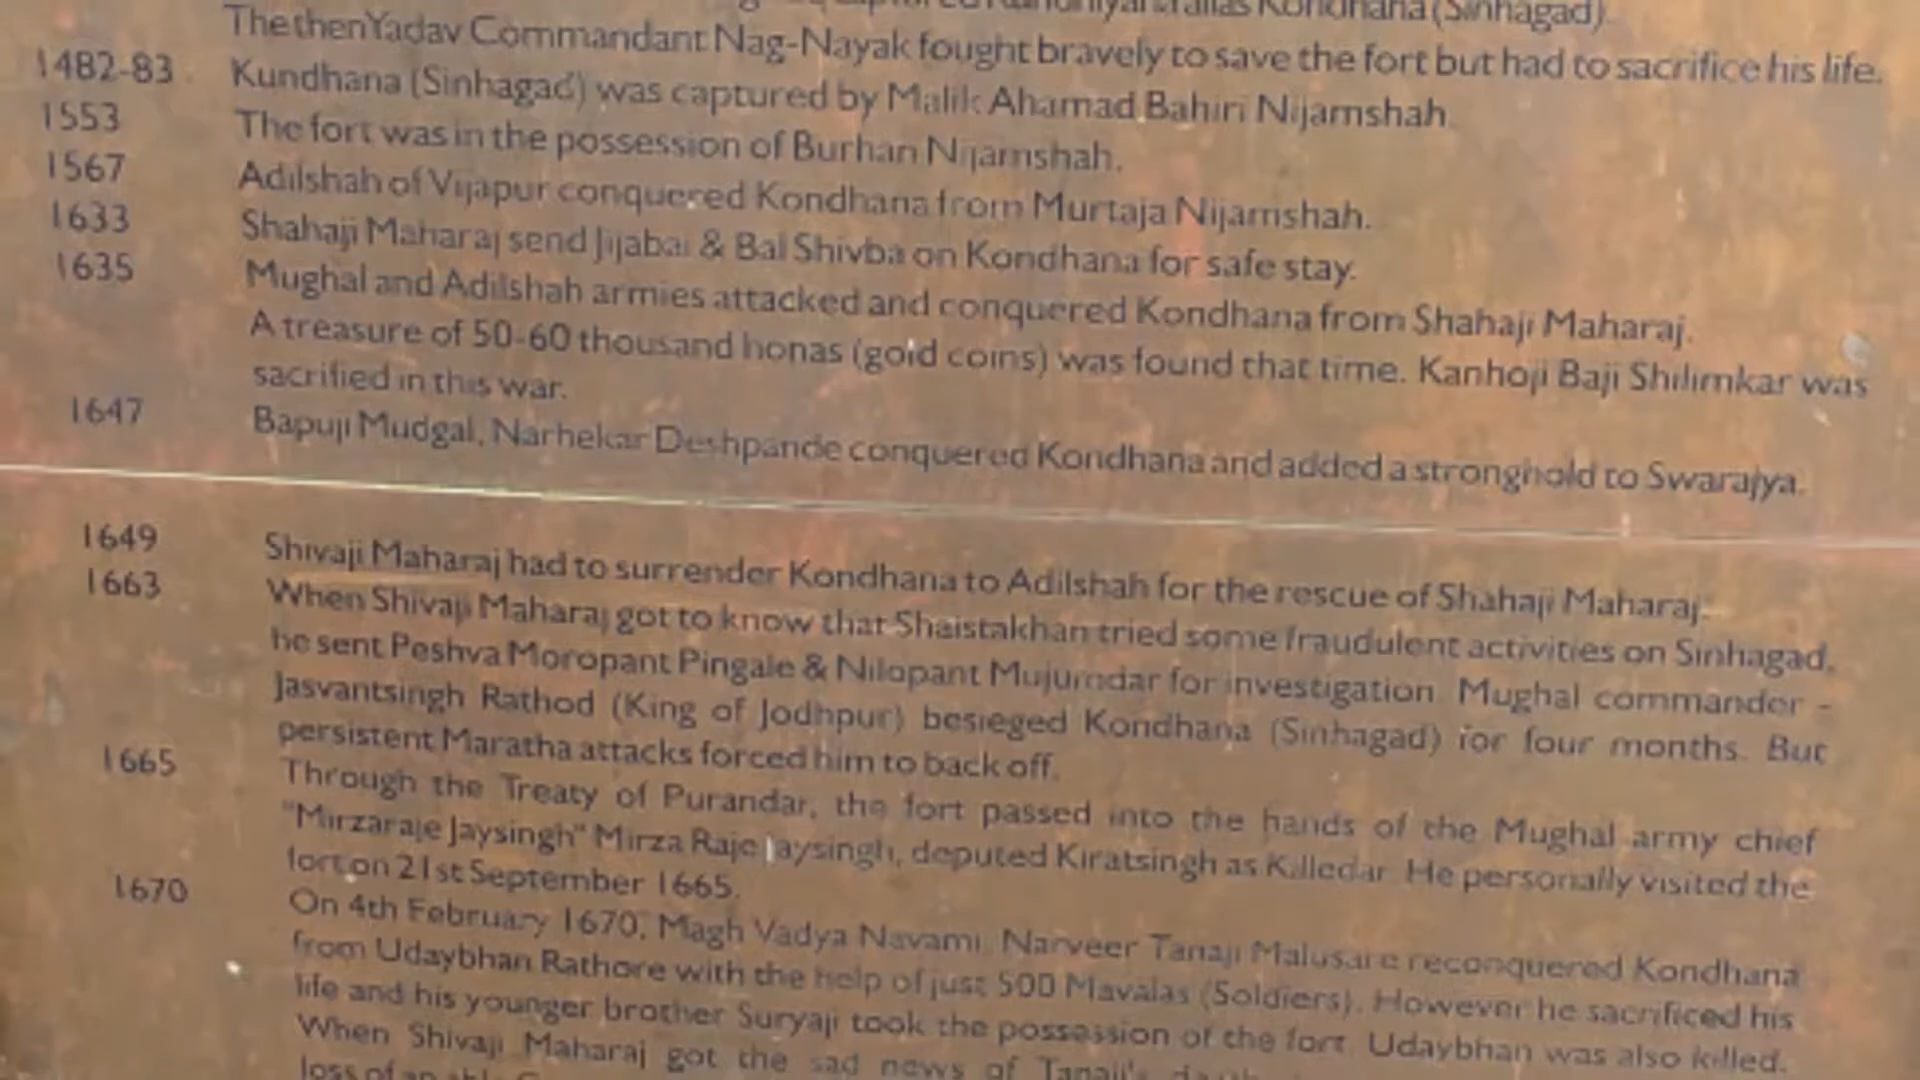 Kondhana (Sinhagad).
The then Yadav Commandant Nag-Nayak fought bravely to save the fort but had to sacrifice his life.
1482-83 Kundhana (Sinhagad) was captured by Malik Ahamad Bahiri Nijamshah.
1553 The fort was in the possession of Burhan Nijamshah.
1567 Adilshah of Vijapur conquered Kondhana from Murtaja Nijamshah.
1633 Shahaji Maharaj send Jijabai & Bal Shivba on Kondhana for safe stay.
1635 Mughal and Adilshah armies attacked and conquered Kondhana from Shahaji Maharaj.
A treasure of 50-60 thousand honas (gold coins) was found that time. Kanhoji Baji Shilimkar was
sacrified in this war.
1647 Bapuji Mudgal, Narhekar Deshpande conquered Kondhana and added a stronghold to Swarajya.
1649 Shivaji Maharaj had to surrender Kondhana to Adilshah for the rescue of Shahaji Maharaj.
1663 When Shivaji Maharaj got to know that Shaistakhan tried some fraudulent activities on Sinhagad,
he sent Peshva Moropant Pingale & Nilopant Mujumdar for investigation. Mughal commander -
Jasvantsingh Rathod (King of Jodhpur) besieged Kondhana (Sinhagad) for four months. But
persistent Maratha attacks forced him to back off.
1665 Through the Treaty of Purandar, the fort passed into the hands of the Mughal army chief
"Mirzaraje Jaysingh" Mirza Raje Jaysingh, deputed Kiratsingh as Killedar. He personally visited the
fort on 21st September 1665.
1670 On 4th February 1670, Magh Vadya Navami, Narveer Tanaji Malusare reconquered Kondhana
from Udaybhan Rathore with the help of just 500 Mavalas (Soldiers). However he sacrificed his
life and his younger brother Suryaji took the possession of the fort. Udaybhan was also killed.
When Shivaji Maharaj got the sad news of Tanaji's
loss of